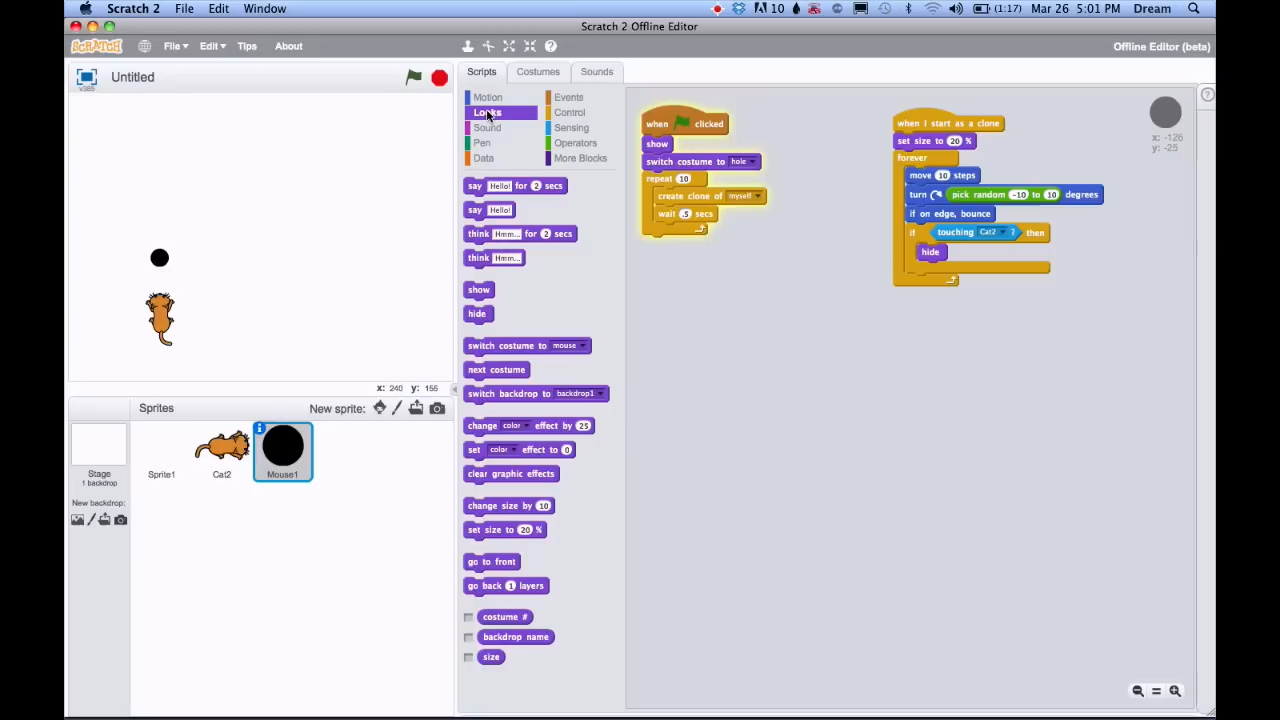 Scratch 2 File Edit Window 10 (1:17) Mar 26 5:01 PM Dream
Scratch 2 Offline Editor
SCRATCH File Edit Tips About Offline Editor (beta)
v385 Untitled
Scripts Costumes Sounds
Motion Events
Looks Control
Sound Sensing
Pen Operators
Data More Blocks
say Hello! for 2 secs
say Hello!
think Hmm... for 2 secs
think Hmm...
show
hide
switch costume to mouse
next costume
switch backdrop to backdrop1
change color effect by 25
set color effect to 0
clear graphic effects
change size by 10
set size to 20 %
go to front
go back 1 layers
costume #
backdrop name
size
when clicked
show
switch costume to hole
repeat 10
create clone of myself
wait .5 secs
when I start as a clone
set size to 20 %
forever
move 10 steps
turn pick random -10 to 10 degrees
if on edge, bounce
if touching Cat2 ? then
hide
x: -126
y: -25
x: 240 y: 155
Sprites New sprite:
Stage
1 backdrop
New backdrop:
Sprite1
Cat2
Mouse1